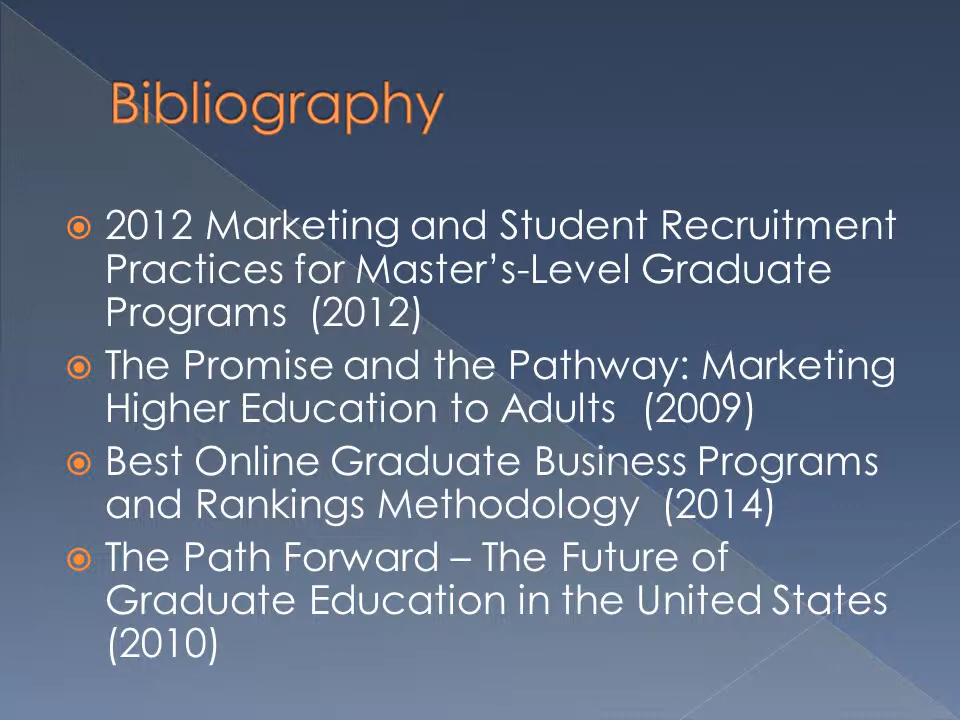 Bibliography
2012 Marketing and Student Recruitment
Practices for Master’s-Level Graduate
Programs (2012)
The Promise and the Pathway: Marketing
Higher Education to Adults (2009)
Best Online Graduate Business Programs
and Rankings Methodology (2014)
The Path Forward – The Future of
Graduate Education in the United States
(2010)